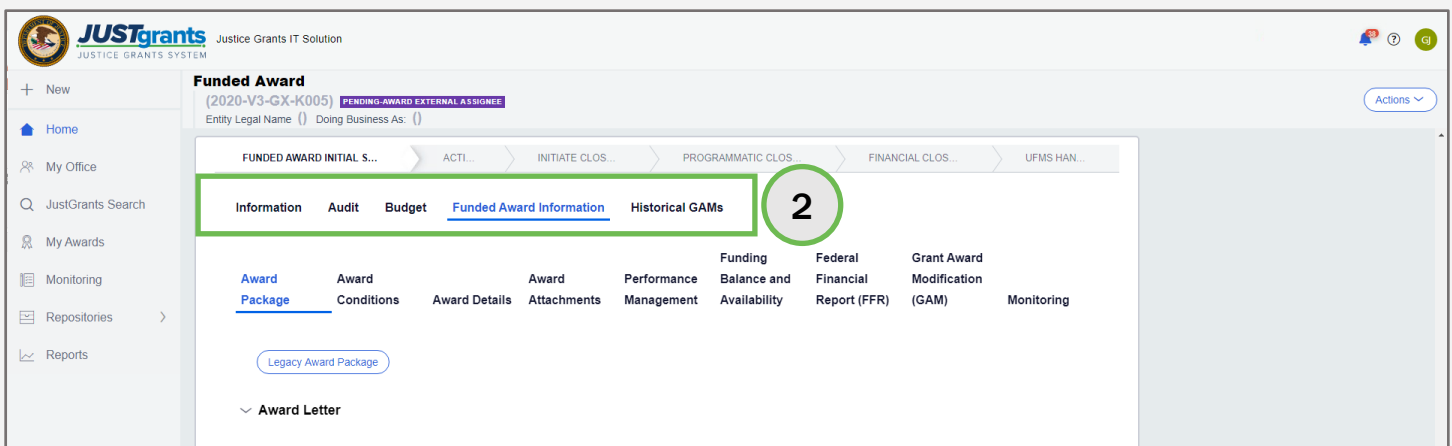 JUSTgrants
JUSTICE GRANTS SYSTEM
Justice Grants IT Solution
39
?
GJ
New
Home
My Office
JustGrants Search
My Awards
Monitoring
Repositories
Reports
Funded Award
(2020-V3-GX-K005) PENDING-AWARD EXTERNAL ASSIGNEE
Entity Legal Name () Doing Business As: ()
Actions
FUNDED AWARD INITIAL S... ACTI... INITIATE CLOS... PROGRAMMATIC CLOS... FINANCIAL CLOS... UFMS HAN...
Information Audit Budget Funded Award Information Historical GAMs
2
Award Package
Award Conditions
Award Details
Award Attachments
Performance Management
Funding Balance and Availability
Federal Financial Report (FFR)
Grant Award Modification (GAM)
Monitoring
Legacy Award Package
Award Letter